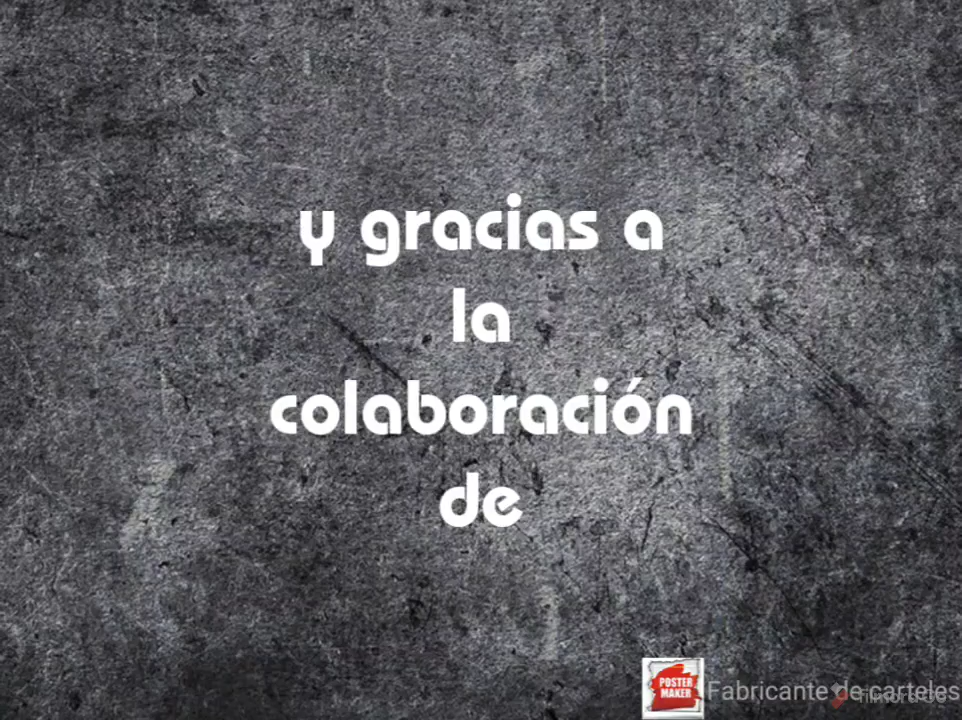 y gracias a
la
colaboración
de
POSTER
MAKER
Fabricante de carteles